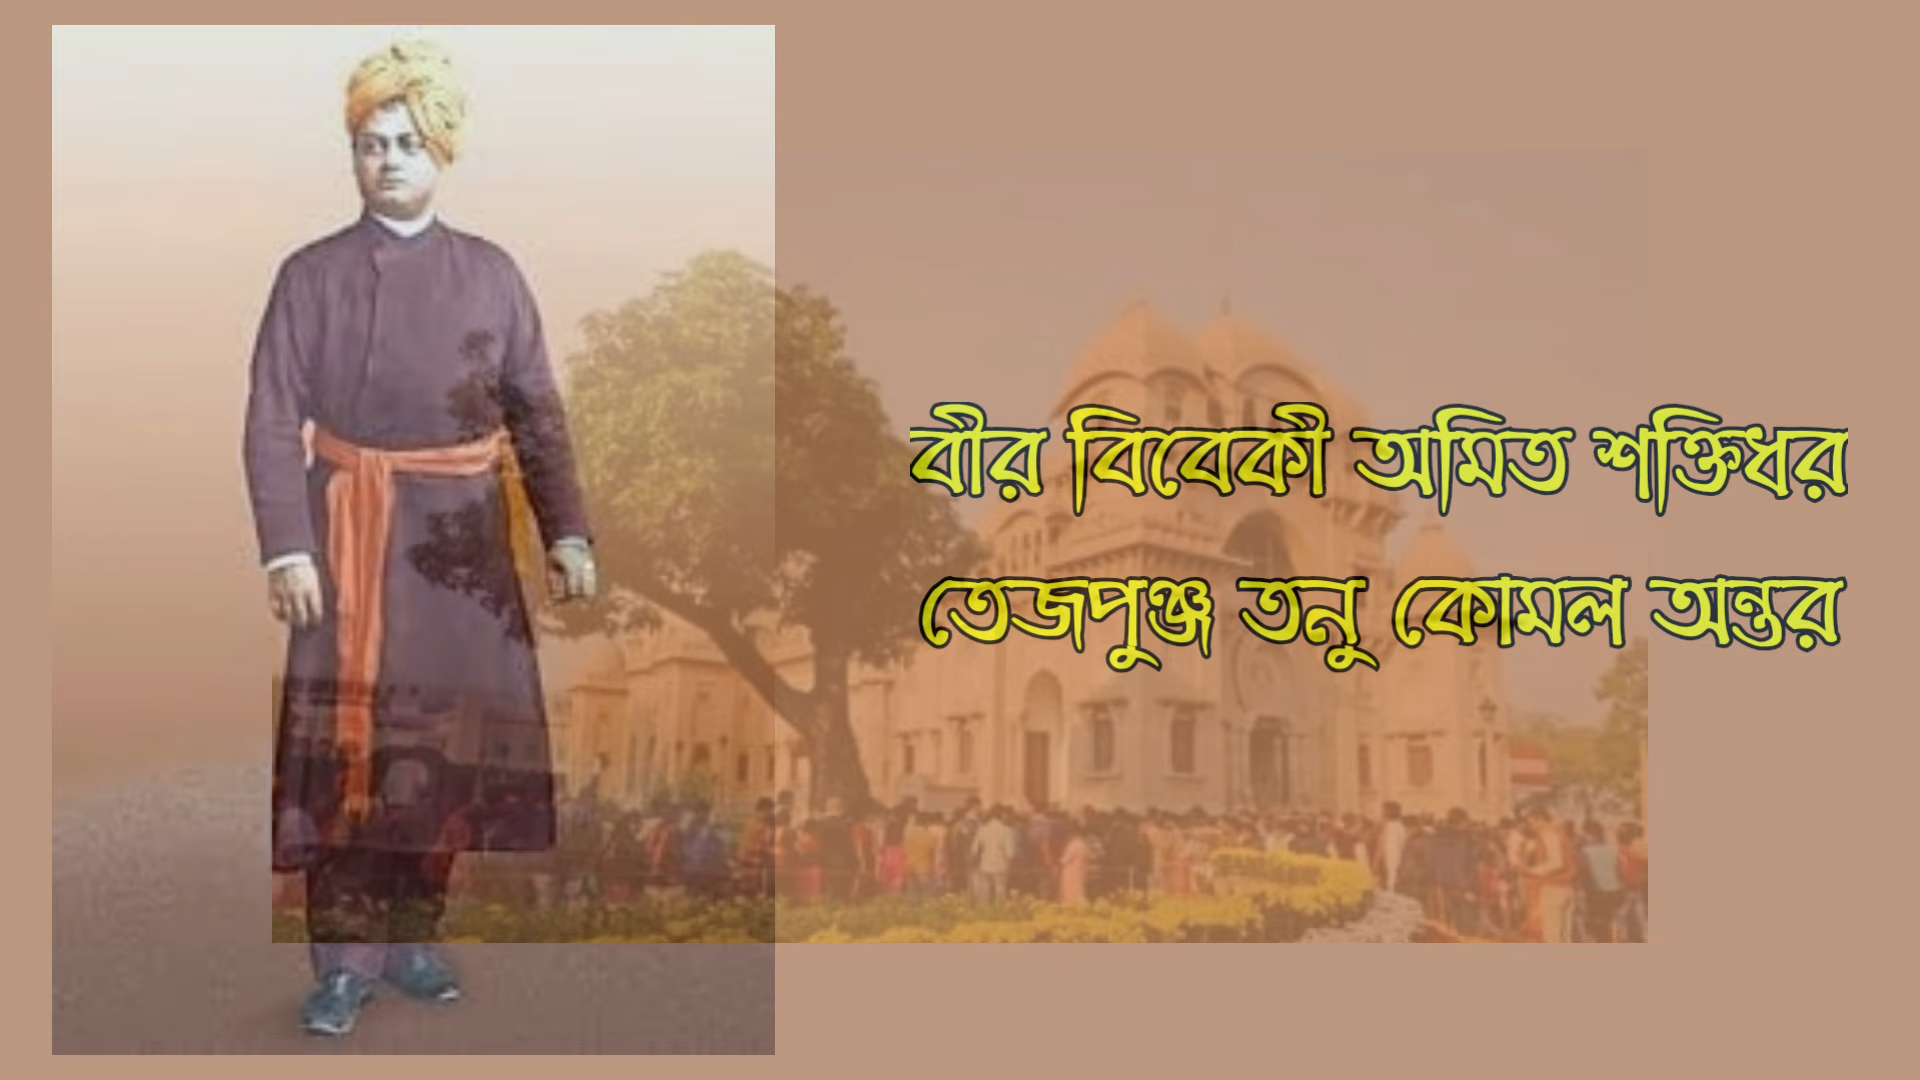 বীর বিবেকী অমিত শক্তিধর
তেজপুঞ্জ তনু কোমল অন্তর